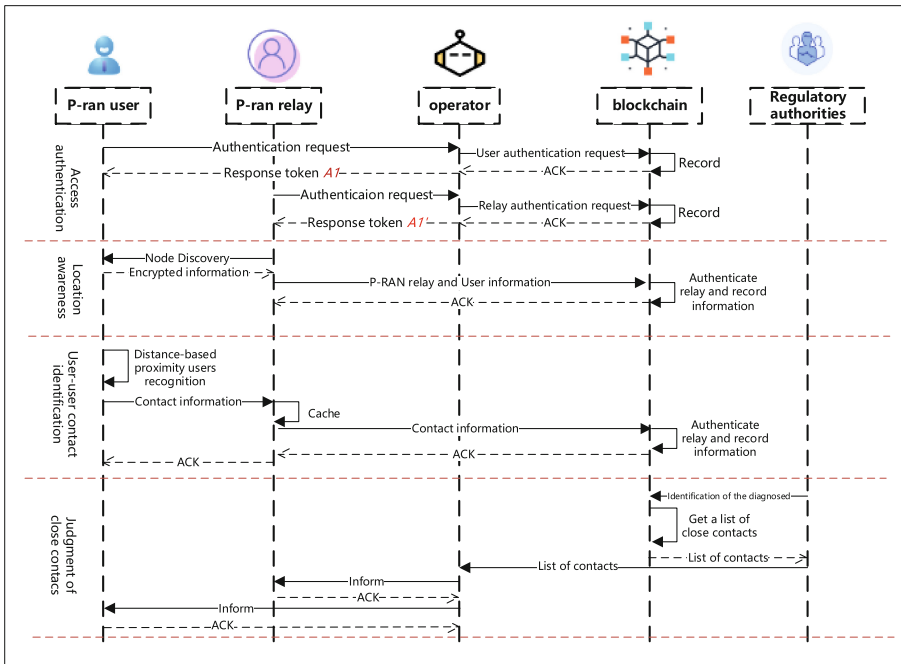 P-ran user
P-ran relay
operator
blockchain
Regulatory
authorities
Access
authentication
Authentication request
User authentication request
Record
Response token A1
ACK
Authenticaion request
Relay authentication request
Record
Response token A1'
ACK
Location
awareness
Node Discovery
Encrypted information
P-RAN relay and User information
Authenticate
relay and record
information
ACK
User-user contact
identification
Distance-based
proximity users
recognition
Contact information
Cache
Contact information
Authenticate
relay and record
information
ACK
ACK
Judgment of
close contacs
Identification of the diagnosed
Get a list of
close contacts
List of contacts
List of contacts
Inform
ACK
Inform
ACK